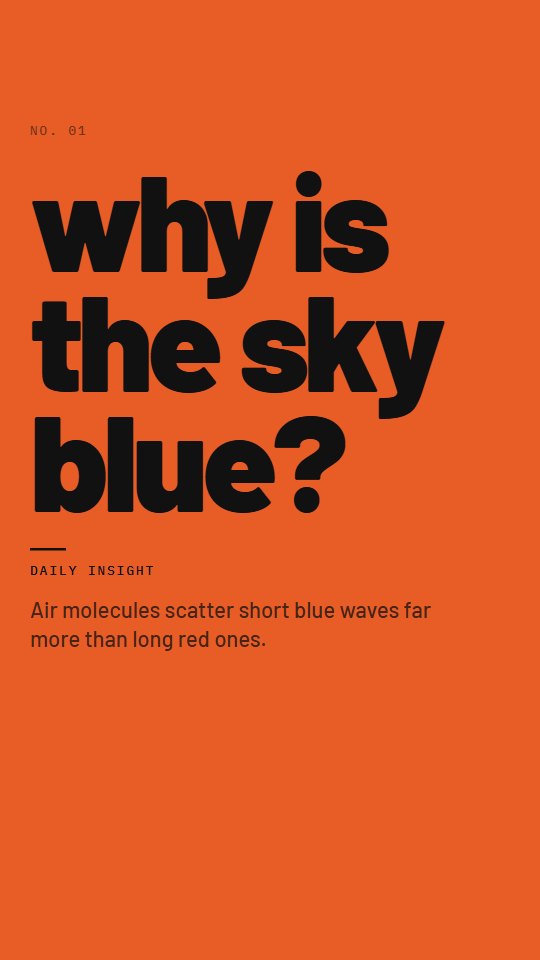 NO. 01
why is
the sky
blue?
DAILY INSIGHT
Air molecules scatter short blue waves far
more than long red ones.